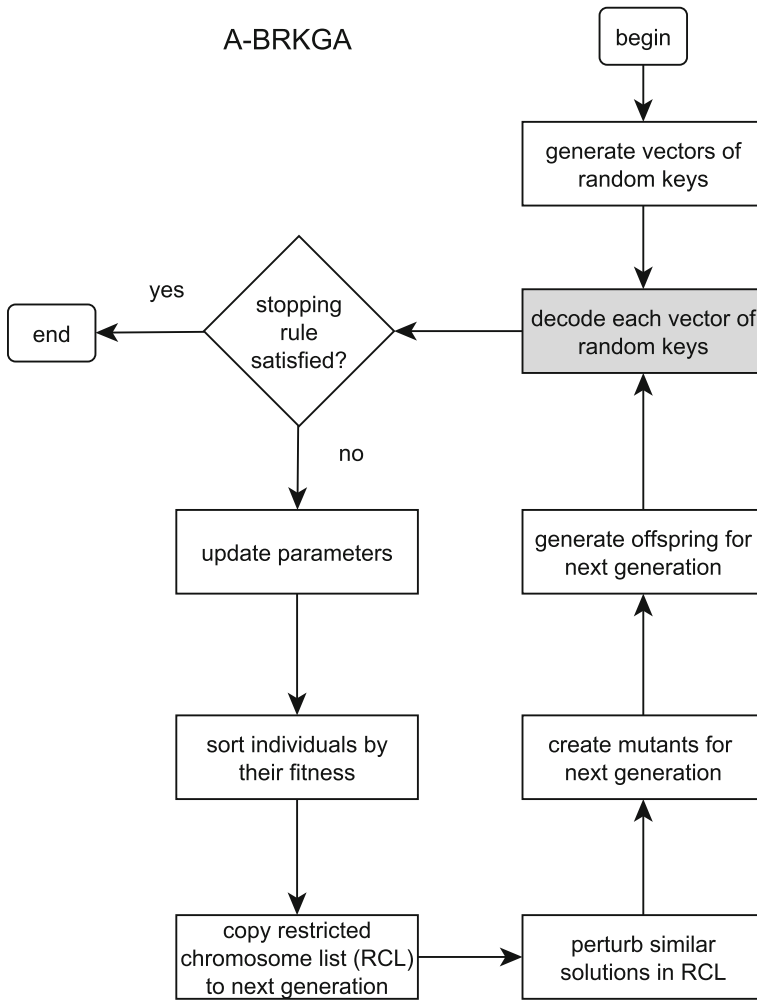 A-BRKGA
begin
generate vectors of
random keys
decode each vector of
random keys
stopping
rule
satisfied?
yes
end
no
update parameters
sort individuals by
their fitness
copy restricted
chromosome list (RCL)
to next generation
perturb similar
solutions in RCL
create mutants for
next generation
generate offspring for
next generation